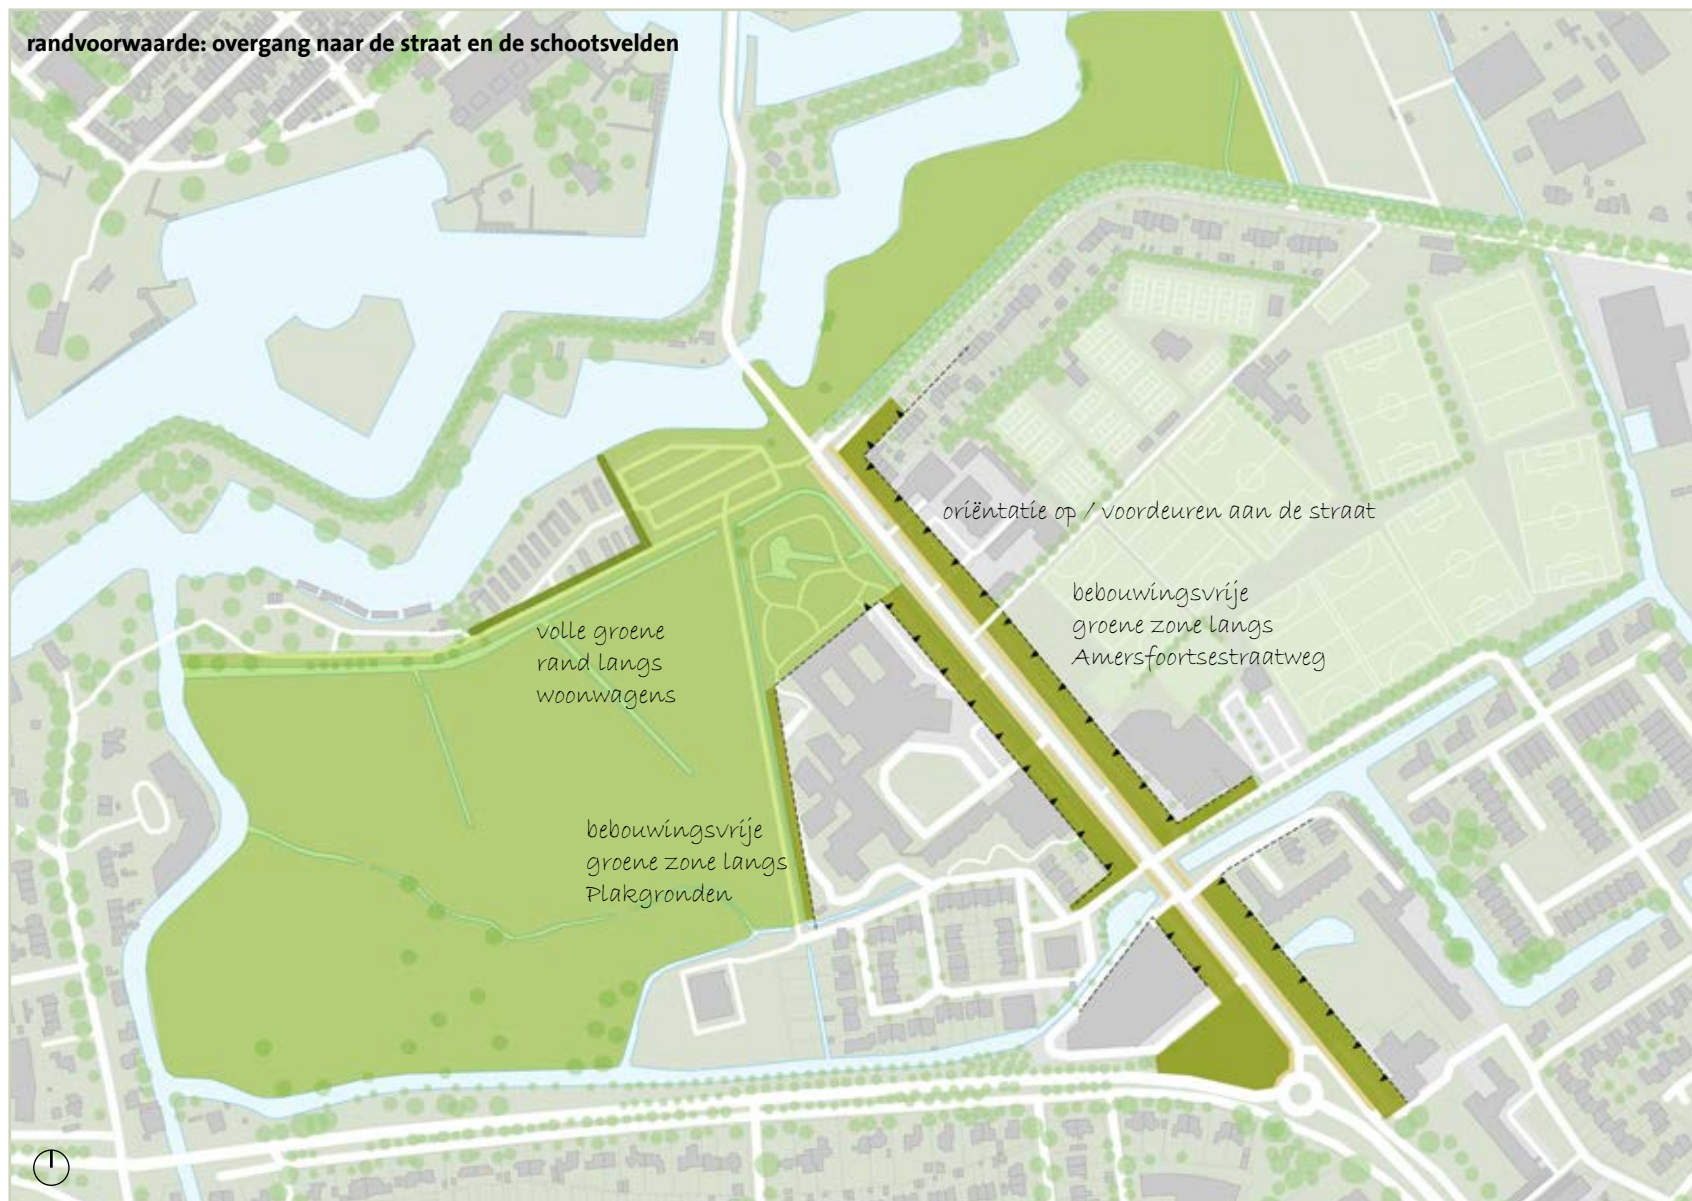 randvoorwaarde: overgang naar de straat en de schootsvelden
oriëntatie op / voordeuren aan de straat
bebouwingsvrije
groene zone langs
Amersfoortsestraatweg
volle groene
rand langs
woonwagens
bebouwingsvrije
groene zone langs
Plakgronden